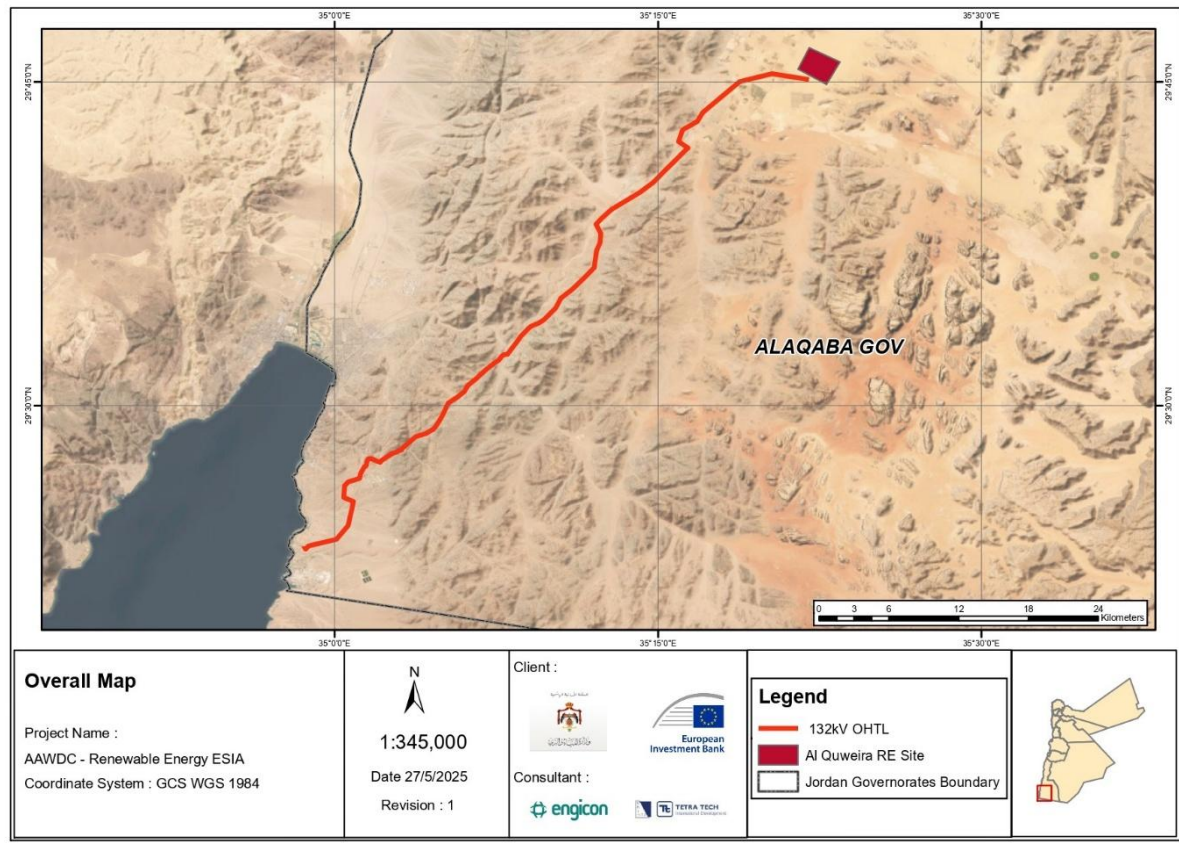 35°0'0"E 35°15'0"E 35°30'0"E
29°45'0"N 29°45'0"N
ALAQABA GOV
29°30'0"N 29°30'0"N
0 3 6 12 18 24
Kilometers
35°0'0"E 35°15'0"E 35°30'0"E
Overall Map
Project Name :
AAWDC - Renewable Energy ESIA
Coordinate System : GCS WGS 1984
N
1:345,000
Date 27/5/2025
Revision : 1
Client :
European
Investment Bank
Consultant :
engicon
TETRA TECH
International Development
Legend
132kV OHTL
Al Quweira RE Site
Jordan Governorates Boundary